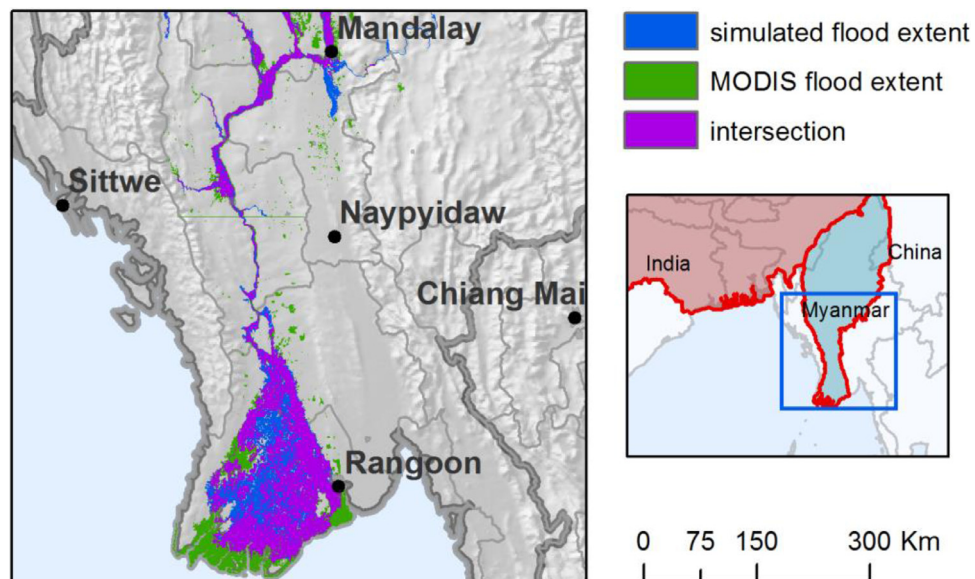 Mandalay
Sittwe
Naypyidaw
Chiang Mai
Rangoon
simulated flood extent
MODIS flood extent
intersection
India
China
Myanmar
0 75 150 300 Km